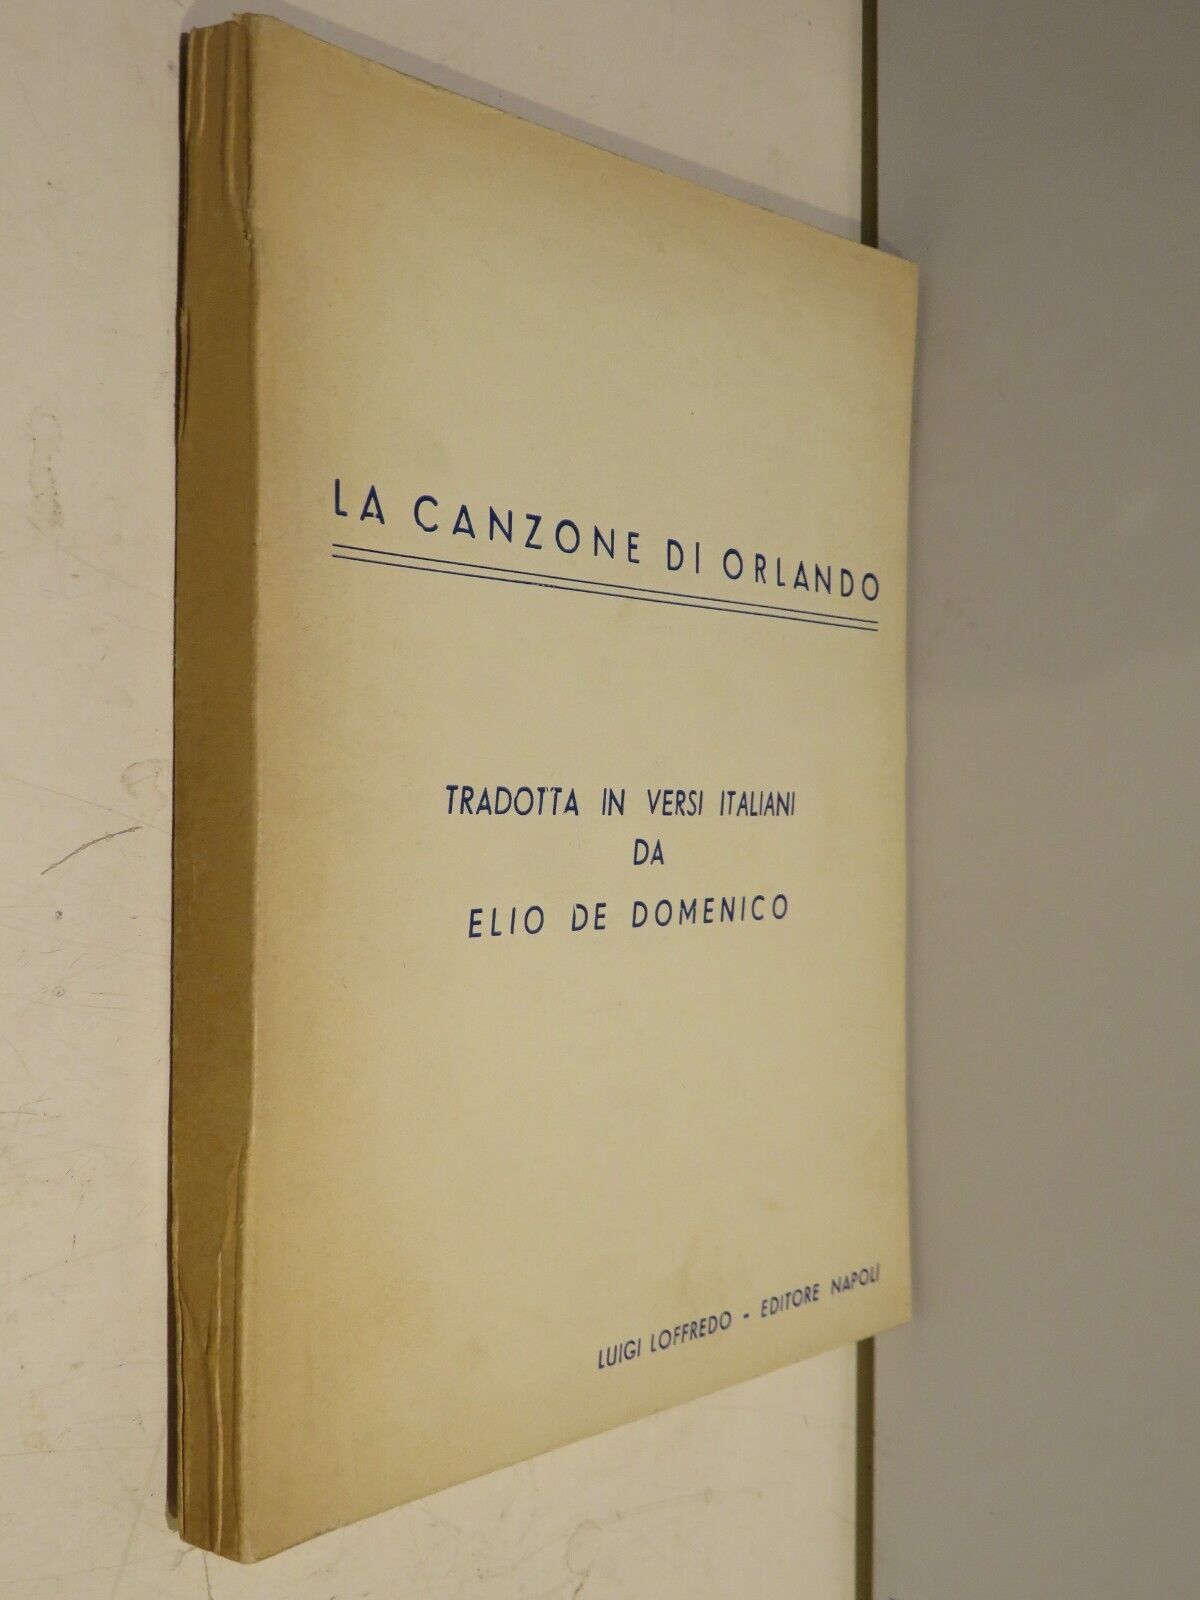 LA CANZONE DI ORLANDO
TRADOTTA IN VERSI ITALIANI
DA
ELIO DE DOMENICO
LUIGI LOFFREDO - EDITORE NAPOLI